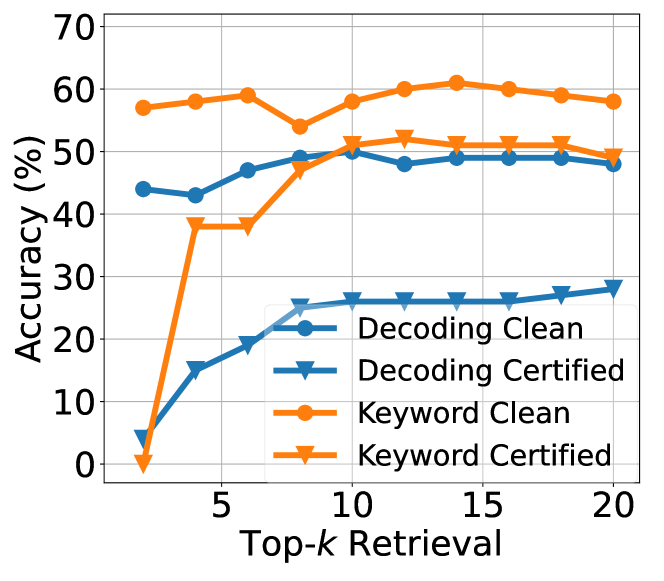 70
60
50
40
30
20
10
0
Accuracy (%)
Decoding Clean
Decoding Certified
Keyword Clean
Keyword Certified
5 10 15 20
Top-k Retrieval